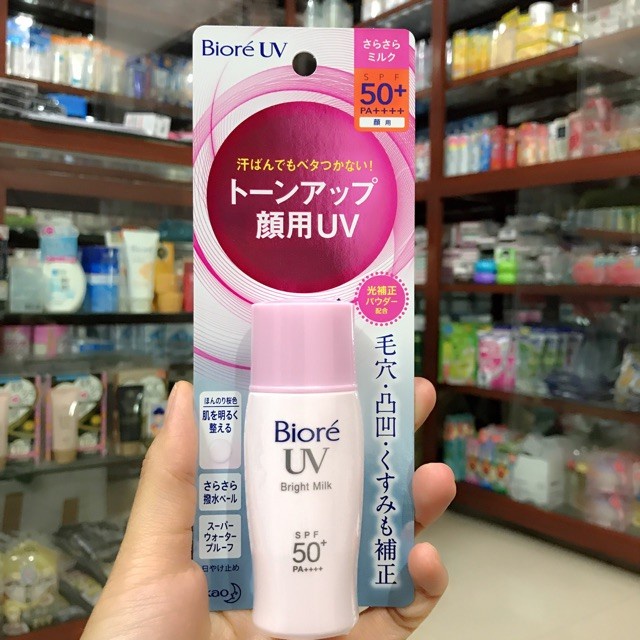 Bioré UV
さらさら
ミルク
SPF
50+
PA++++
顔用
汗ばんでもベタつかない!
トーンアップ
顔用UV
光補正
パウダー
配合
毛穴・凸凹・くすみも補正
ほんのり桜色
肌を明るく
整える
さらさら
撥水ベール
スーパー
ウォーター
プルーフ
日やけ止め
kao
Bioré
UV
Bright Milk
SPF
50+
PA++++